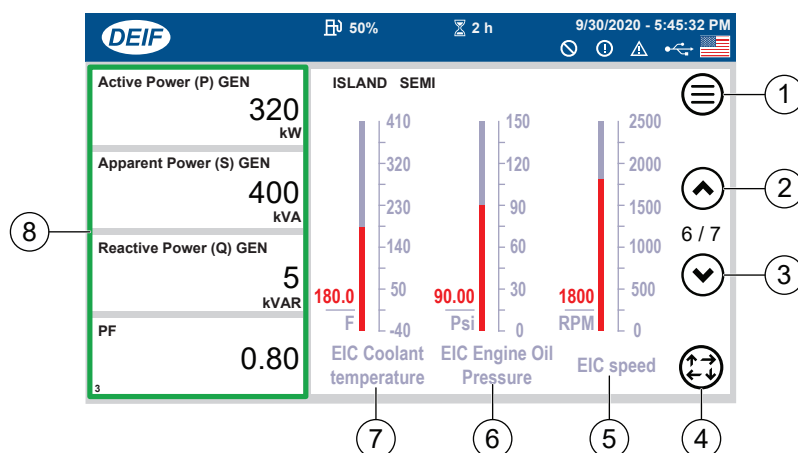 DEIF
50%
2 h
9/30/2020 - 5:45:32 PM
Active Power (P) GEN
320
kW
Apparent Power (S) GEN
400
kVA
Reactive Power (Q) GEN
5
kVAR
PF
0.80
3
ISLAND SEMI
410
320
230
140
50
-40
180.0
F
EIC Coolant
temperature
150
120
90
60
30
0
90.00
Psi
EIC Engine Oil
Pressure
2500
2000
1500
1000
500
0
1800
RPM
EIC speed
6 / 7
1
2
3
4
5
6
7
8